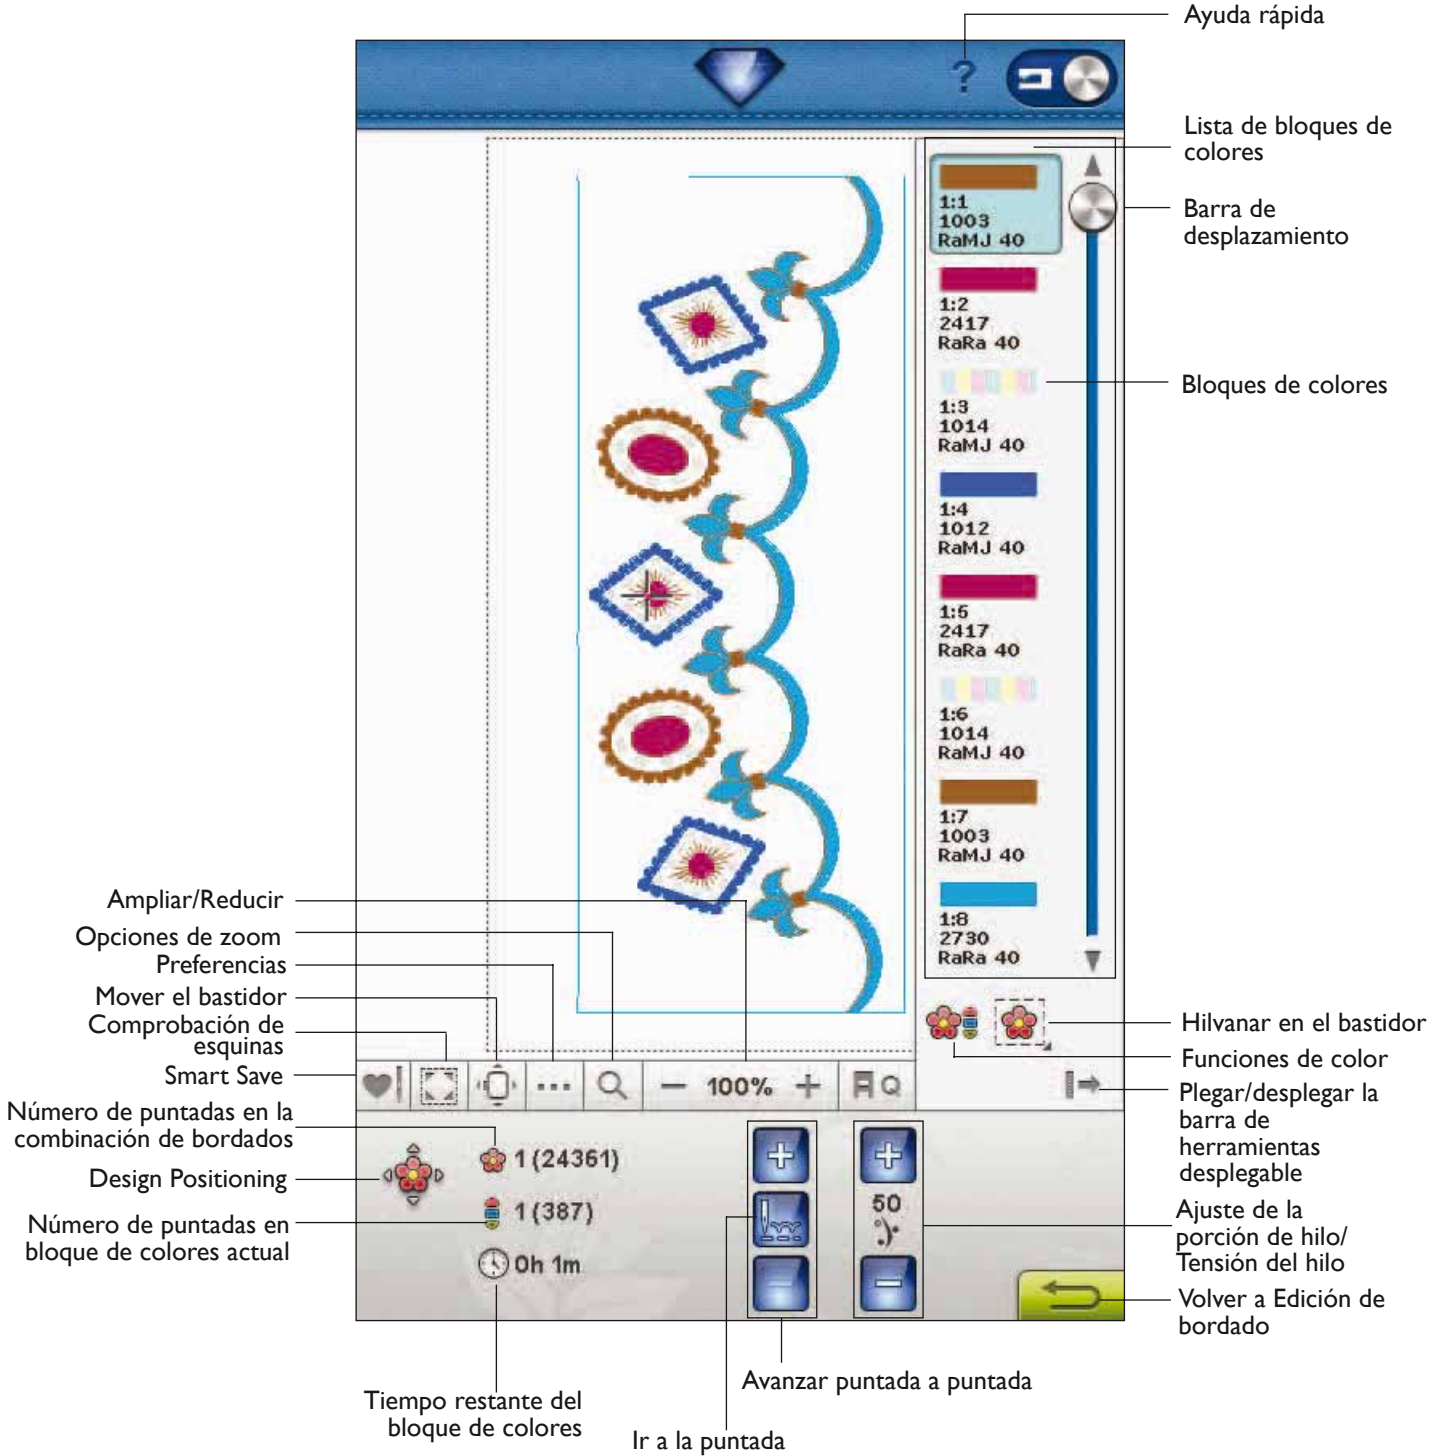 Ayuda rápida
?
Lista de bloques de
colores
1:1
1003
RaMJ 40
Barra de
desplazamiento
1:2
2417
RaRa 40
Bloques de colores
1:3
1014
RaMJ 40
1:4
1012
RaMJ 40
1:5
2417
RaRa 40
1:6
1014
RaMJ 40
1:7
1003
RaMJ 40
1:8
2730
RaRa 40
Ampliar/Reducir
Opciones de zoom
Preferencias
Mover el bastidor
Comprobación de
esquinas
Smart Save
Número de puntadas en la
combinación de bordados
Design Positioning
Número de puntadas en
bloque de colores actual
100%
Q
1 (24361)
1 (387)
0h 1m
50
Hilvanar en el bastidor
Funciones de color
Plegar/desplegar la
barra de
herramientas
desplegable
Ajuste de la
porción de hilo/
Tensión del hilo
Volver a Edición de
bordado
Avanzar puntada a puntada
Tiempo restante del
bloque de colores
Ir a la puntada